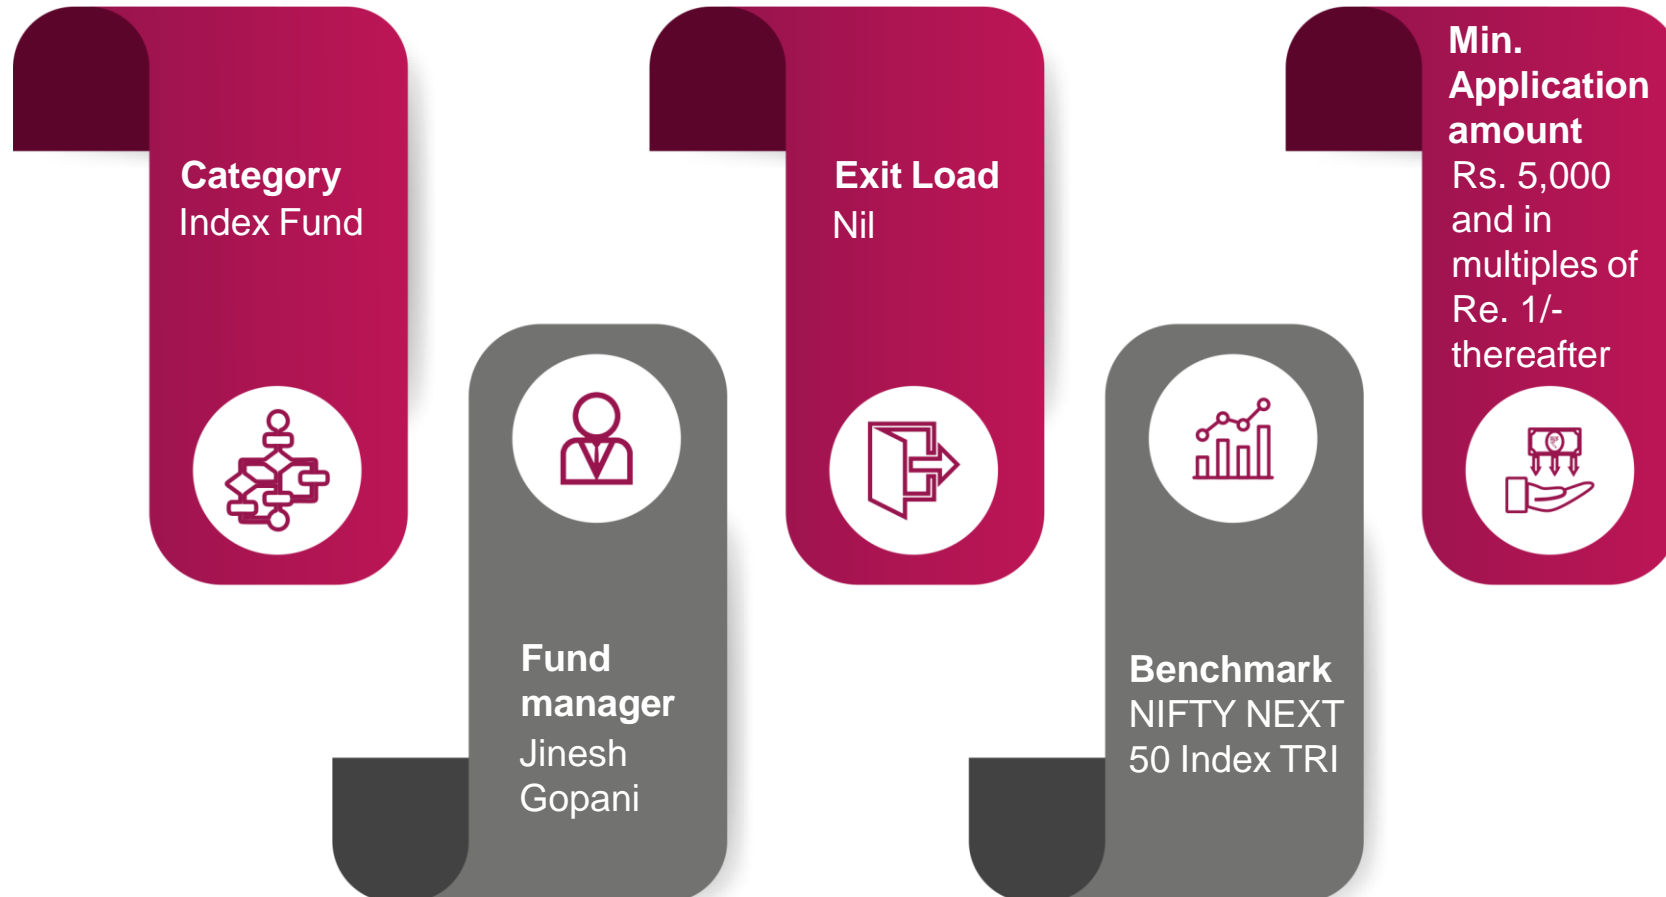 Category
Index Fund
Fund
manager
Jinesh
Gopani
Exit Load
Nil
Benchmark
NIFTY NEXT
50 Index TRI
Min.
Application
amount
Rs. 5,000
and in
multiples of
Re. 1/-
thereafter